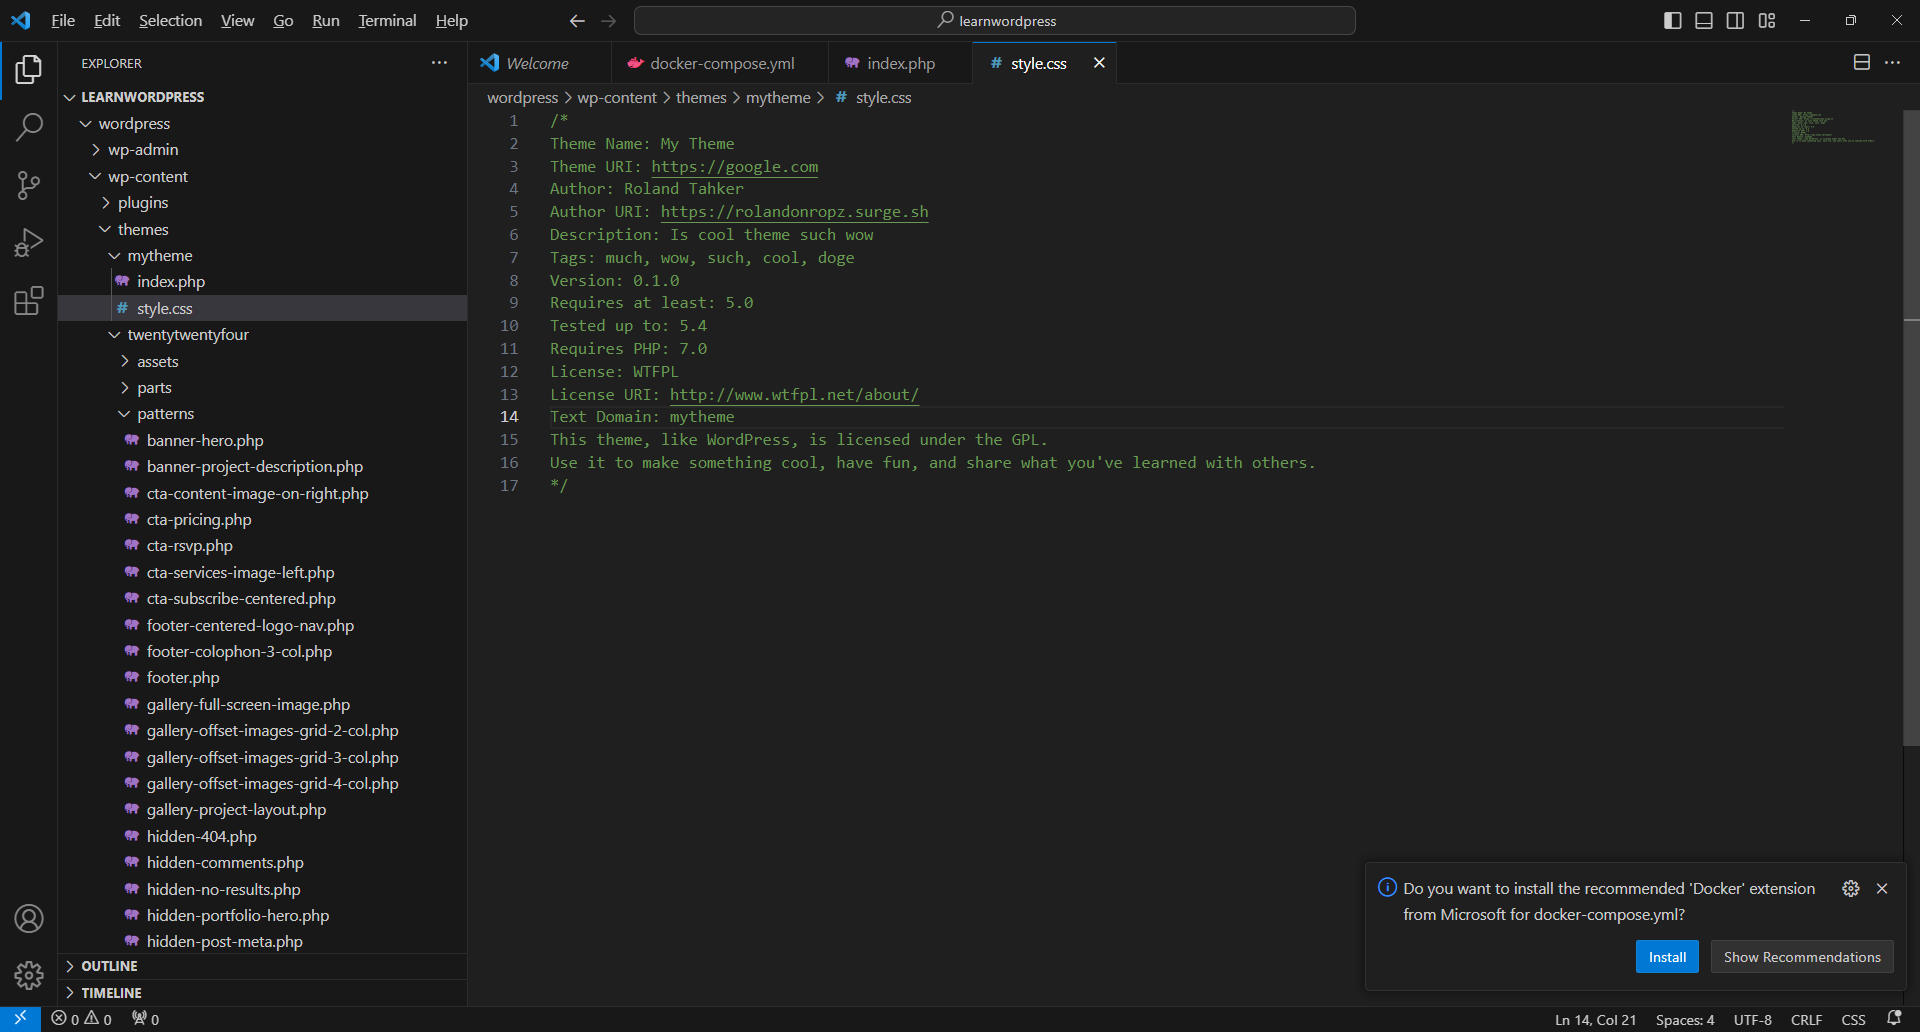 File Edit Selection View Go Run Terminal Help
learnwordpress
EXPLORER
Welcome
docker-compose.yml
index.php
# style.css
LEARNWORDPRESS
wordpress
wp-admin
wp-content
plugins
themes
mytheme
index.php
# style.css
twentytwentyfour
assets
parts
patterns
banner-hero.php
banner-project-description.php
cta-content-image-on-right.php
cta-pricing.php
cta-rsvp.php
cta-services-image-left.php
cta-subscribe-centered.php
footer-centered-logo-nav.php
footer-colophon-3-col.php
footer.php
gallery-full-screen-image.php
gallery-offset-images-grid-2-col.php
gallery-offset-images-grid-3-col.php
gallery-offset-images-grid-4-col.php
gallery-project-layout.php
hidden-404.php
hidden-comments.php
hidden-no-results.php
hidden-portfolio-hero.php
hidden-post-meta.php
OUTLINE
TIMELINE
wordpress > wp-content > themes > mytheme > # style.css
1 /*
2 Theme Name: My Theme
3 Theme URI: https://google.com
4 Author: Roland Tahker
5 Author URI: https://rolandonropz.surge.sh
6 Description: Is cool theme such wow
7 Tags: much, wow, such, cool, doge
8 Version: 0.1.0
9 Requires at least: 5.0
10 Tested up to: 5.4
11 Requires PHP: 7.0
12 License: WTFPL
13 License URI: http://www.wtfpl.net/about/
14 Text Domain: mytheme
15 This theme, like WordPress, is licensed under the GPL.
16 Use it to make something cool, have fun, and share what you've learned with others.
17 */
Do you want to install the recommended 'Docker' extension
from Microsoft for docker-compose.yml?
Install
Show Recommendations
0 0 0
Ln 14, Col 21 Spaces: 4 UTF-8 CRLF CSS